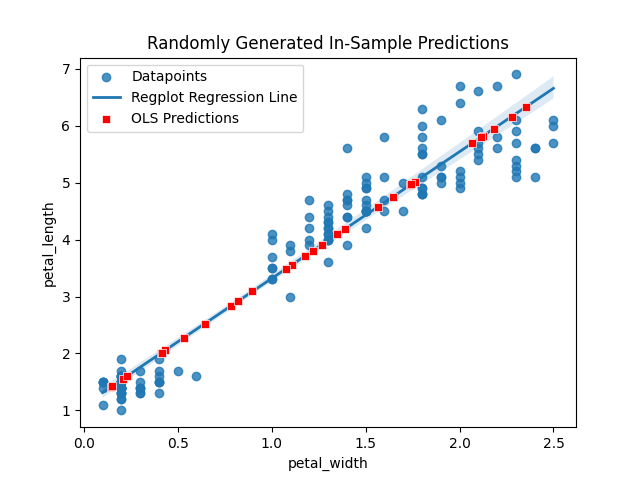 Randomly Generated In-Sample Predictions
Datapoints
Regplot Regression Line
OLS Predictions
7
6
5
4
3
2
1
petal_length
0.0 0.5 1.0 1.5 2.0 2.5
petal_width